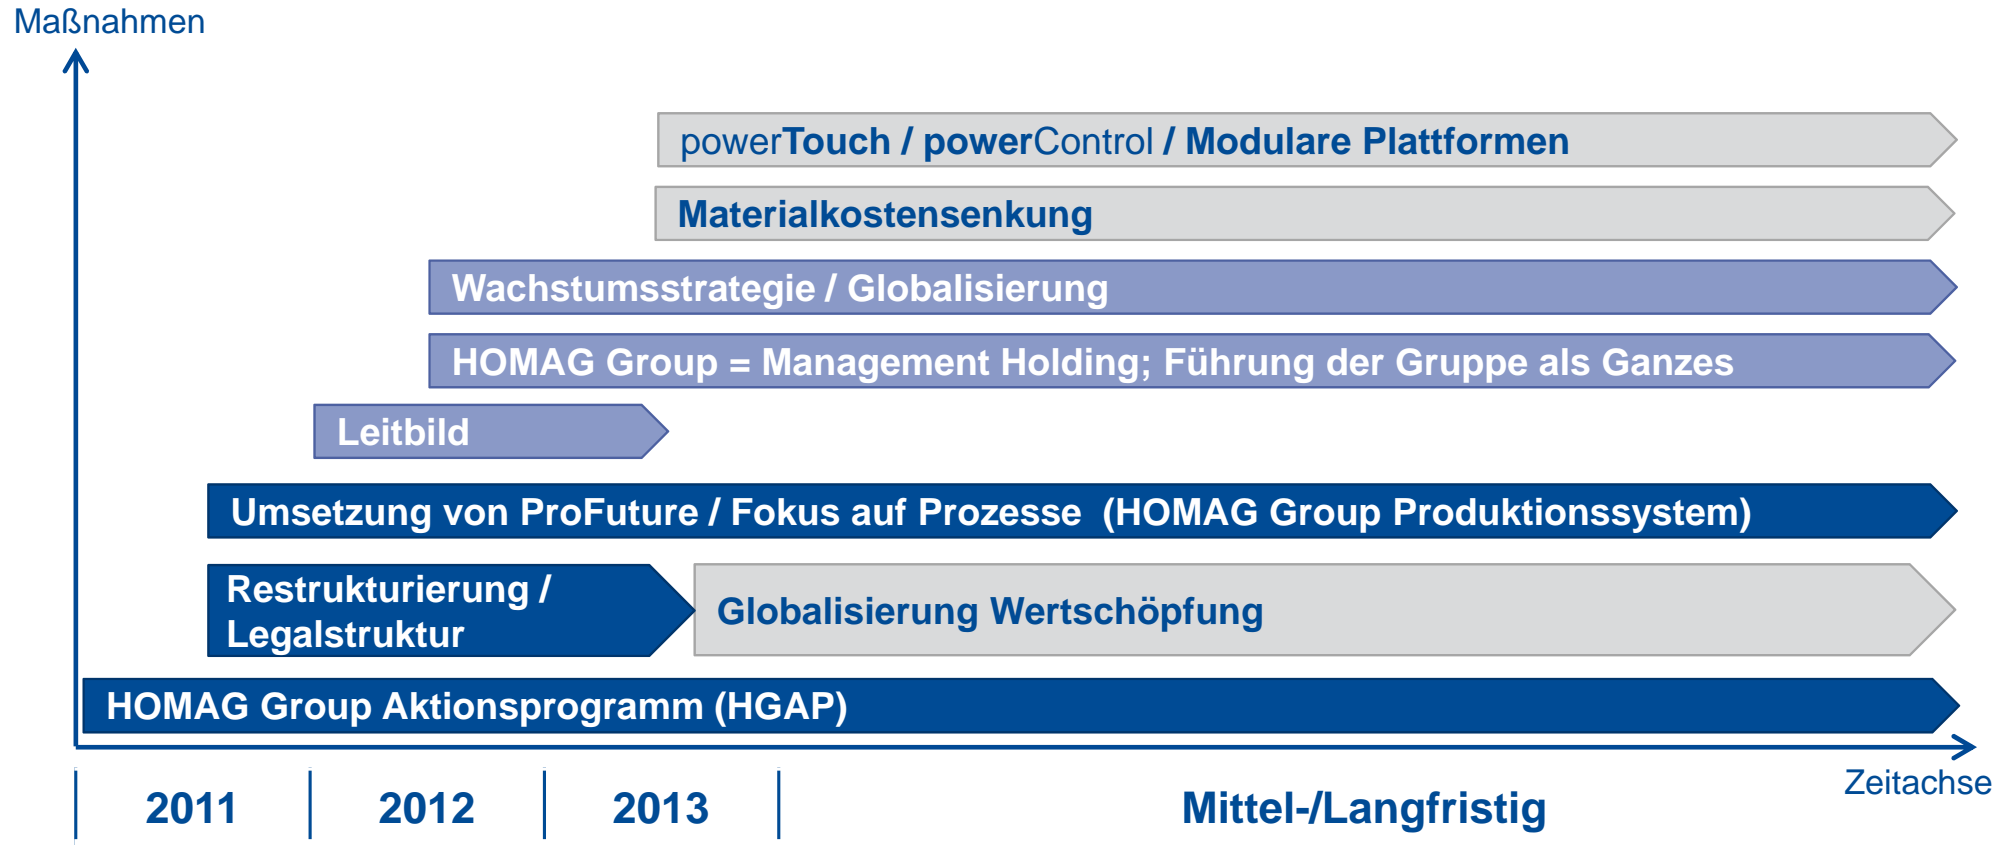 Maßnahmen
powerTouch / powerControl / Modulare Plattformen
Materialkostensenkung
Wachstumsstrategie / Globalisierung
HOMAG Group = Management Holding; Führung der Gruppe als Ganzes
Leitbild
Umsetzung von ProFuture / Fokus auf Prozesse (HOMAG Group Produktionssystem)
Restrukturierung /
Legalstruktur
Globalisierung Wertschöpfung
HOMAG Group Aktionsprogramm (HGAP)
Zeitachse
2011 2012 2013 Mittel-/Langfristig